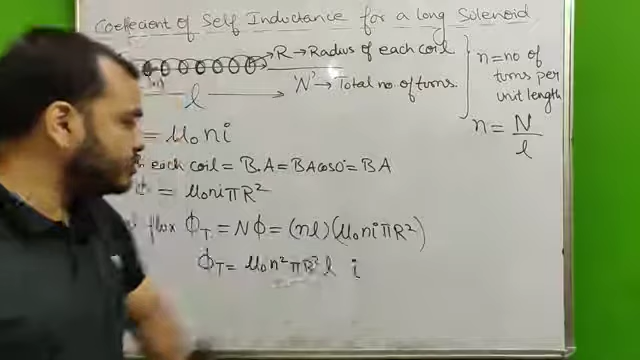 Coefficient of Self Inductance for a long Solenoid
R → Radius of each coil
l
'N' → Total no. of turns.
n = no of
turns per
unit length
n = N/l
= μ₀ni
each coil = B.A = BAcos0° = BA
= μ₀niπR²
flux ϕ_T = Nϕ = (nl)(μ₀niπR²)
ϕ_T = μ₀n²πR²l i